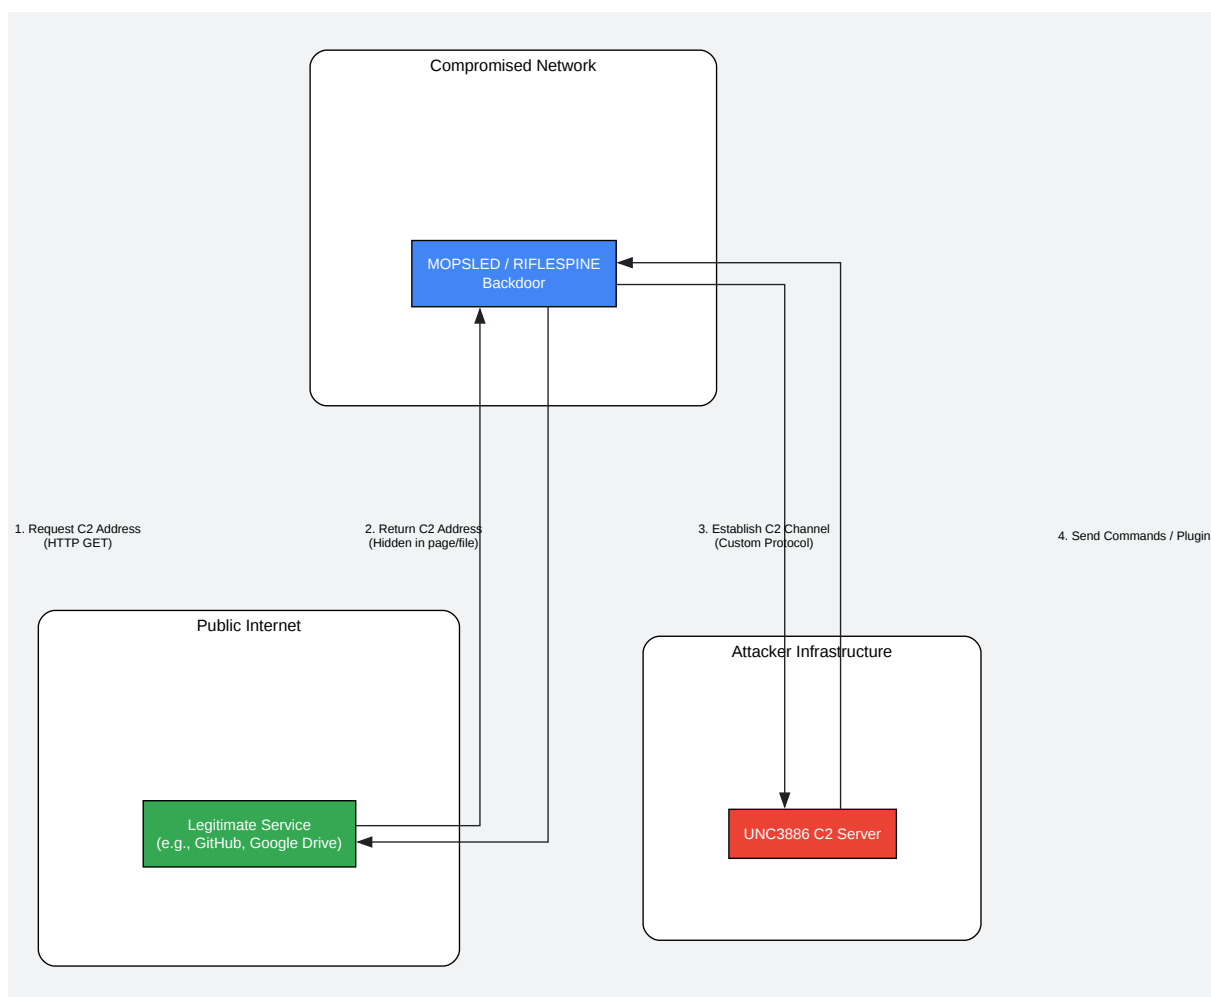 Compromised Network
MOPSLED / RIFLESPINE
Backdoor
1. Request C2 Address
(HTTP GET)
2. Return C2 Address
(Hidden in page/file)
3. Establish C2 Channel
(Custom Protocol)
4. Send Commands / Plugin
Public Internet
Legitimate Service
(e.g., GitHub, Google Drive)
Attacker Infrastructure
UNC3886 C2 Server